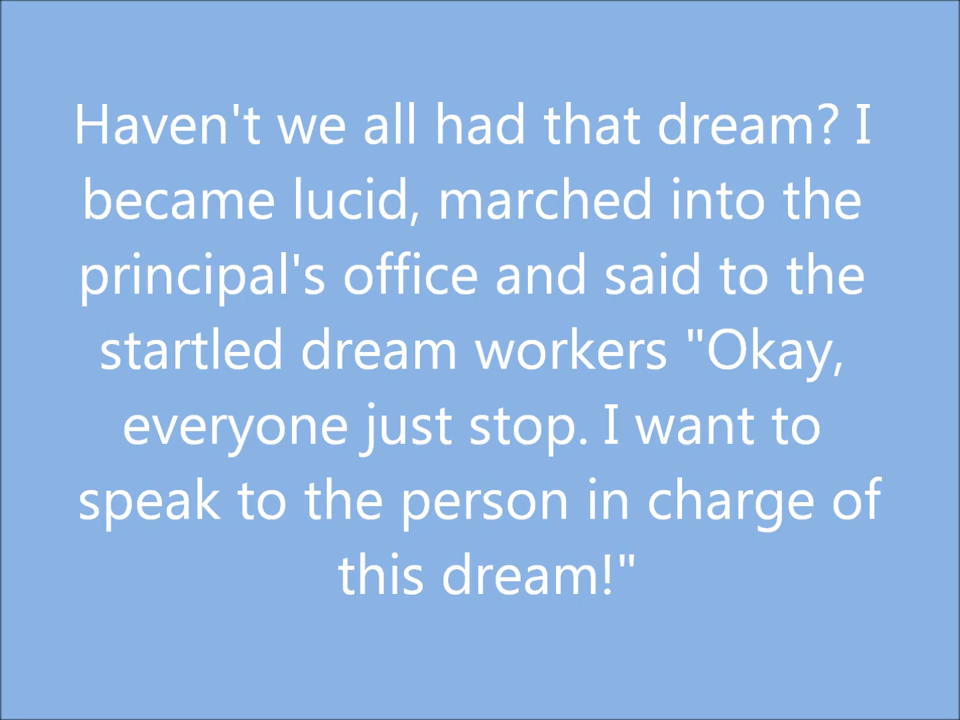 Haven't we all had that dream? I
became lucid, marched into the
principal's office and said to the
startled dream workers "Okay,
everyone just stop. I want to
speak to the person in charge of
this dream!"